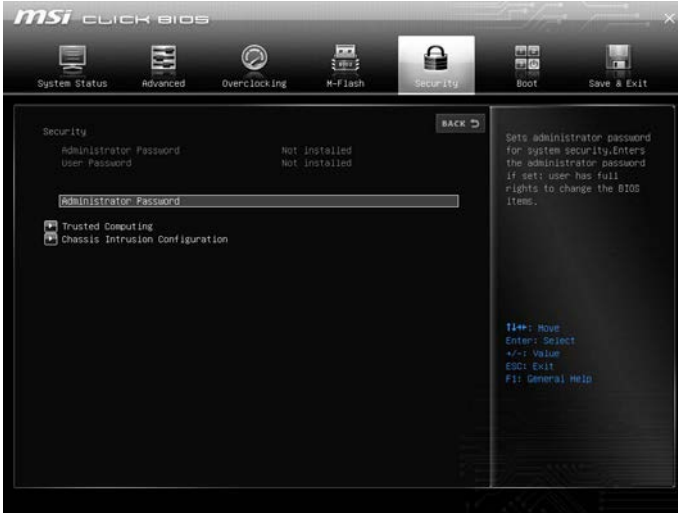 msi CLICK BIOS
System Status Advanced Overclocking M-Flash Security Boot Save & Exit
BACK
Security
Administrator Password Not installed
User Password Not installed
Administrator Password
Trusted Computing
Chassis Intrusion Configuration
Sets administrator password
for system security.Enters
the administrator password
if set: user has full
rights to change the BIOS
items.
↑↓←→: Move
Enter: Select
+/-: Value
ESC: Exit
F1: General Help